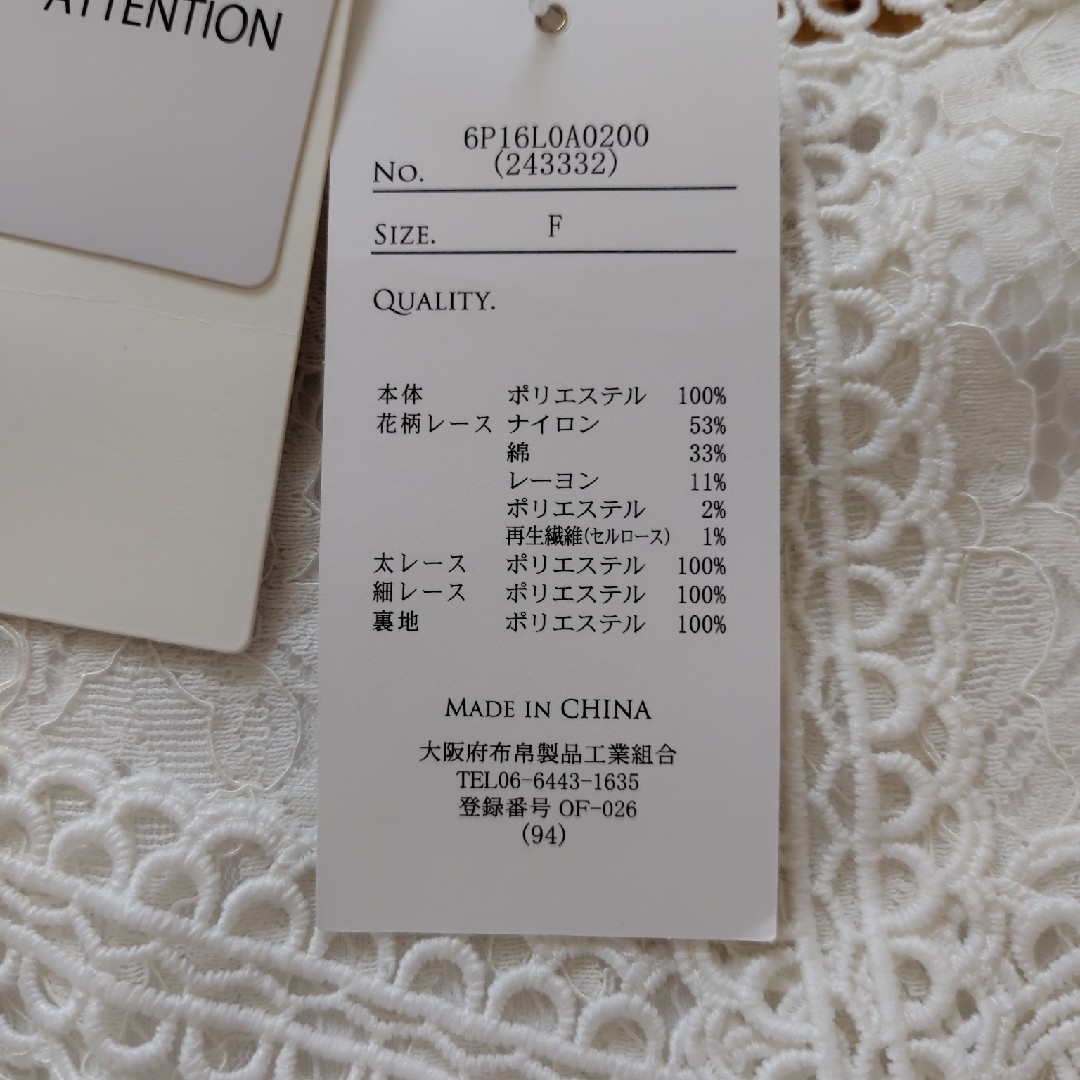 ATTENTION
6P16L0A0200
No. (243332)
SIZE. F
QUALITY.
本体 ポリエステル 100%
花柄レース ナイロン 53%
綿 33%
レーヨン 11%
ポリエステル 2%
再生繊維(セルロース) 1%
太レース ポリエステル 100%
細レース ポリエステル 100%
裏地 ポリエステル 100%
MADE IN CHINA
大阪府布帛製品工業組合
TEL06-6443-1635
登録番号 OF-026
(94)